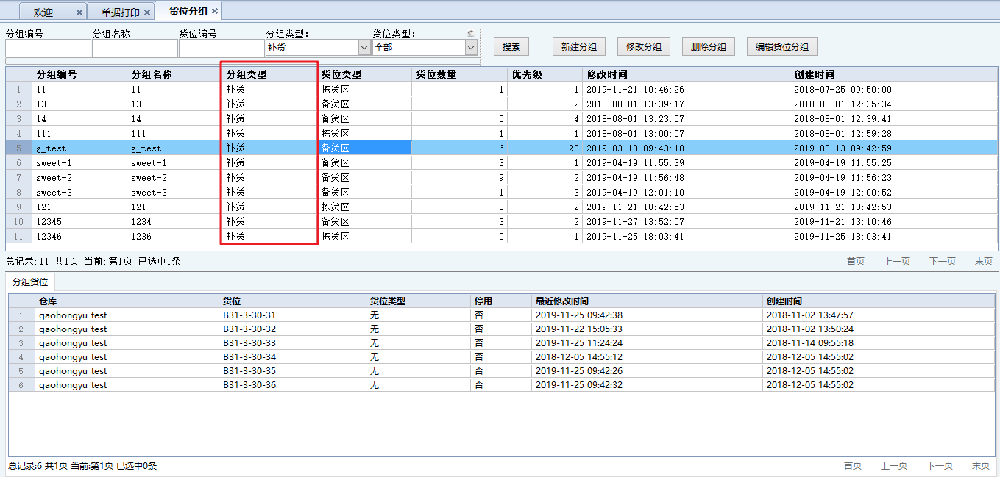 欢迎 × 单据打印 × 货位分组 ×
分组编号 分组名称 货位编号 分组类型: 货位类型:
补货 全部 搜索 新建分组 修改分组 删除分组 编辑货位分组
分组编号 分组名称 分组类型 货位类型 货位数量 优先级 修改时间 创建时间
1 11 11 补货 拣货区 1 1 2019-11-21 10:46:26 2018-07-25 09:50:00
2 13 13 补货 备货区 0 2 2018-08-01 13:39:17 2018-08-01 12:35:34
3 14 14 补货 备货区 0 4 2018-08-01 13:23:57 2018-08-01 12:39:41
4 111 111 补货 拣货区 1 1 2018-08-01 13:00:07 2018-08-01 12:59:28
5 g_test g_test 补货 备货区 6 23 2019-03-13 09:43:18 2019-03-13 09:42:59
6 sweet-1 sweet-1 补货 备货区 3 1 2019-04-19 11:55:39 2019-04-19 11:55:25
7 sweet-2 sweet-2 补货 备货区 9 2 2019-04-19 11:56:48 2019-04-19 11:56:23
8 sweet-3 sweet-3 补货 备货区 1 3 2019-04-19 12:01:10 2019-04-19 12:00:52
9 121 121 补货 拣货区 0 2 2019-11-21 10:42:53 2019-11-21 10:42:53
10 12345 1234 补货 备货区 3 2 2019-11-27 13:52:07 2019-11-21 13:10:46
11 12346 1236 补货 拣货区 0 1 2019-11-25 18:03:41 2019-11-25 18:03:41
总记录:11 共1页 当前:第1页 已选中1条 首页 上一页 下一页 末页
分组货位
仓库 货位 货位类型 停用 最近修改时间 创建时间
1 gaohongyu_test B31-3-30-31 无 否 2019-11-25 09:42:38 2018-11-02 13:47:57
2 gaohongyu_test B31-3-30-32 无 否 2019-11-22 15:05:33 2018-11-02 13:50:24
3 gaohongyu_test B31-3-30-33 无 否 2019-11-25 11:24:24 2018-11-14 09:55:18
4 gaohongyu_test B31-3-30-34 无 否 2018-12-05 14:55:12 2018-12-05 14:55:02
5 gaohongyu_test B31-3-30-35 无 否 2019-11-25 09:42:26 2018-12-05 14:55:02
6 gaohongyu_test B31-3-30-36 无 否 2019-11-25 09:42:32 2018-12-05 14:55:02
总记录:6 共1页 当前:第1页 已选中0条 首页 上一页 下一页 末页